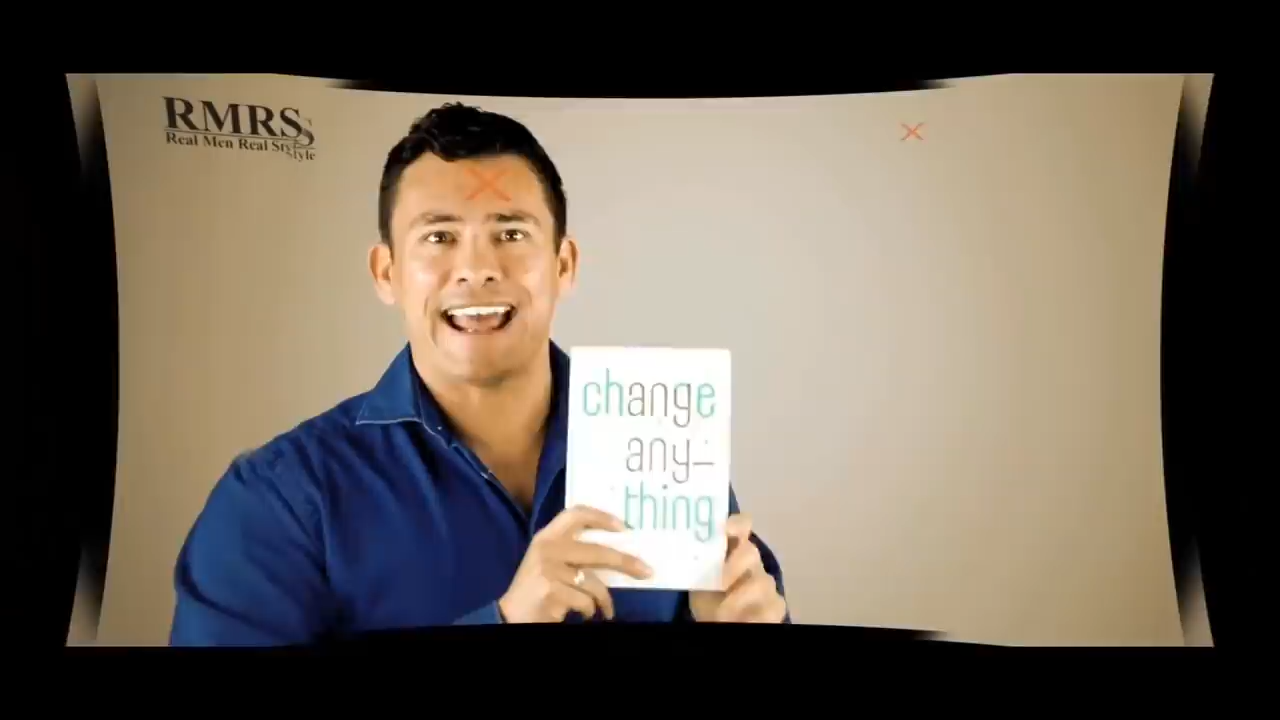 RMRS
Real Men Real Style
change
any-
thing